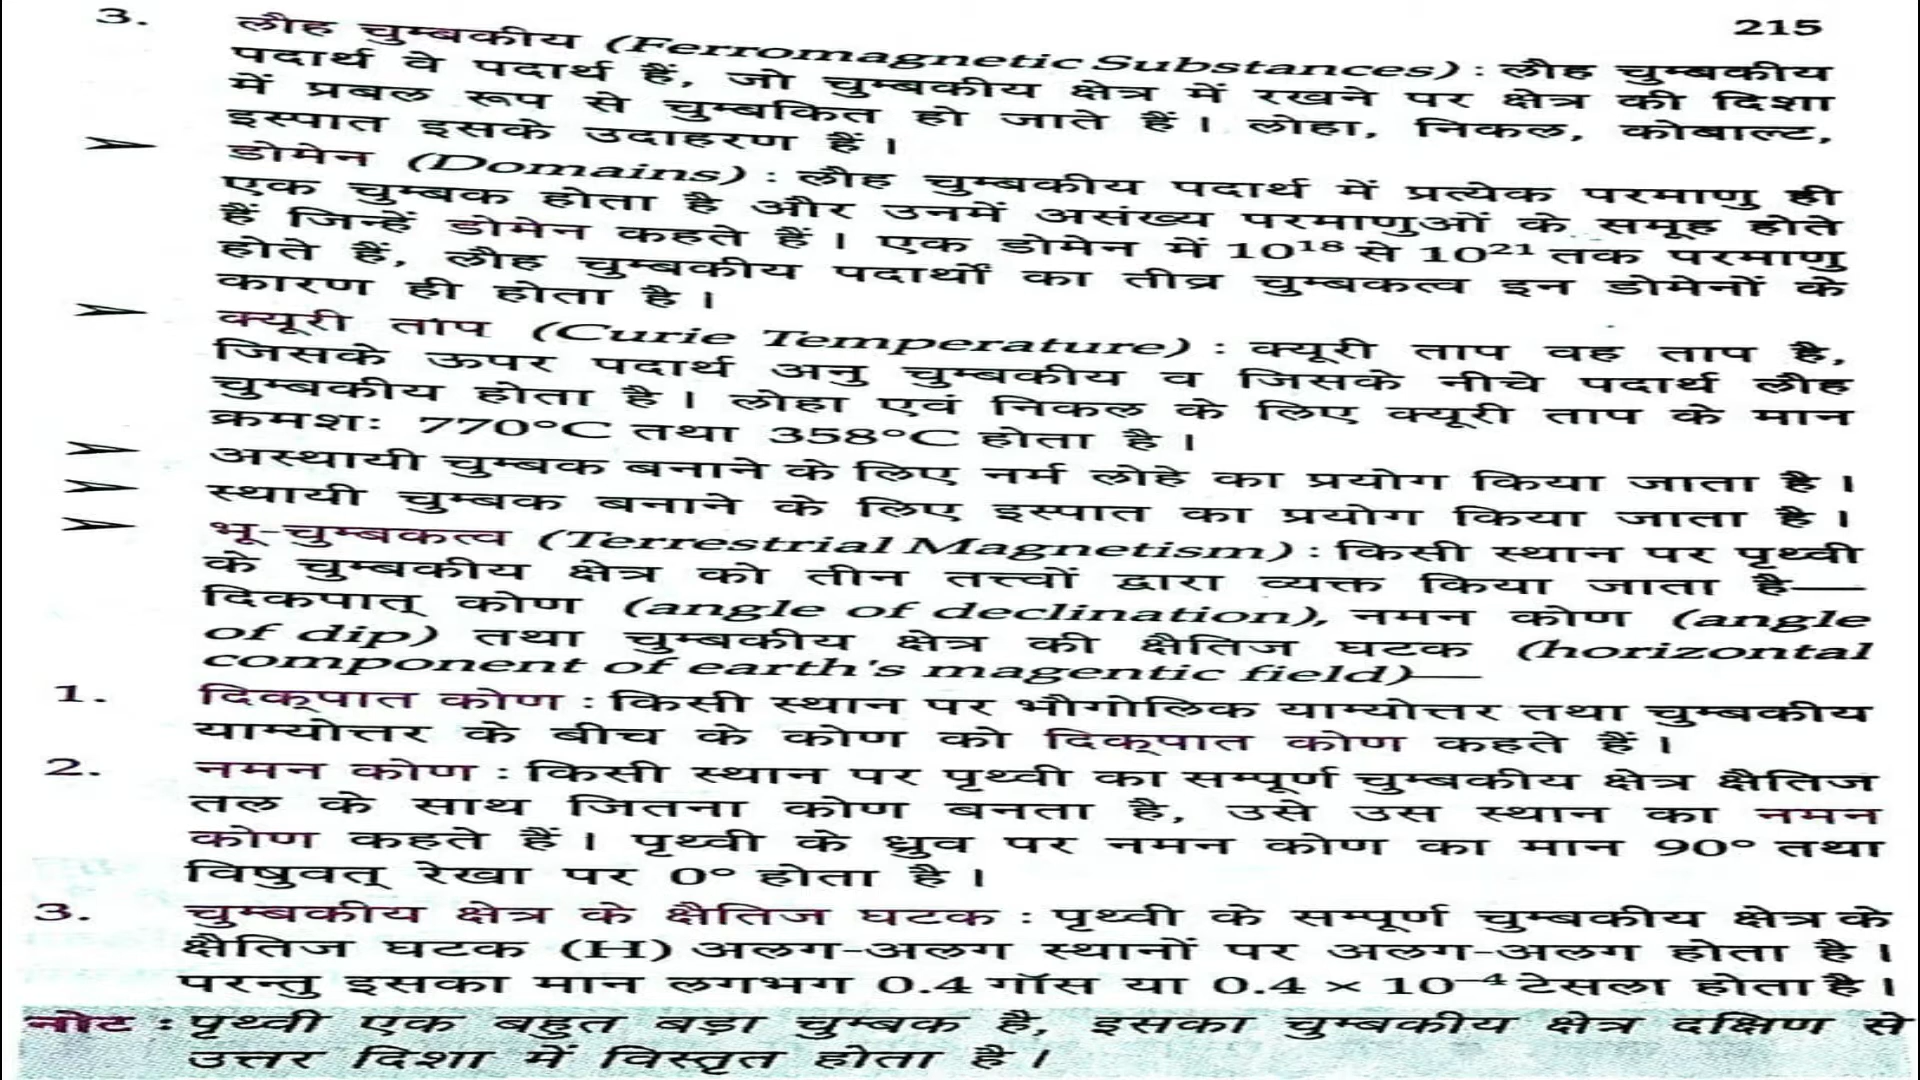 215
3. लौह चुम्बकीय (Ferromagnetic Substances) : लौह चुम्बकीय
पदार्थ वे पदार्थ हैं, जो चुम्बकीय क्षेत्र में रखने पर क्षेत्र की दिशा
में प्रबल रूप से चुम्बकित हो जाते हैं। लोहा, निकल, कोबाल्ट,
इस्पात इसके उदाहरण हैं।
➢ डोमेन (Domains) : लौह चुम्बकीय पदार्थ में प्रत्येक परमाणु ही
एक चुम्बक होता है और उनमें असंख्य परमाणुओं के समूह होते
हैं जिन्हें डोमेन कहते हैं। एक डोमेन में 10¹⁸ से 10²¹ तक परमाणु
होते हैं, लौह चुम्बकीय पदार्थों का तीव्र चुम्बकत्व इन डोमेनों के
कारण ही होता है।
➢ क्यूरी ताप (Curie Temperature) : क्यूरी ताप वह ताप है,
जिसके ऊपर पदार्थ अनु चुम्बकीय व जिसके नीचे पदार्थ लौह
चुम्बकीय होता है। लोहा एवं निकल के लिए क्यूरी ताप के मान
क्रमशः 770°C तथा 358°C होता है।
➢ अस्थायी चुम्बक बनाने के लिए नर्म लोहे का प्रयोग किया जाता है।
➢ स्थायी चुम्बक बनाने के लिए इस्पात का प्रयोग किया जाता है।
➢ भू-चुम्बकत्व (Terrestrial Magnetism) : किसी स्थान पर पृथ्वी
के चुम्बकीय क्षेत्र को तीन तत्त्वों द्वारा व्यक्त किया जाता है—
दिकपात् कोण (angle of declination), नमन कोण (angle
of dip) तथा चुम्बकीय क्षेत्र की क्षैतिज घटक (horizontal
component of earth's magentic field)—
1. दिक्पात कोण : किसी स्थान पर भौगोलिक याम्योत्तर तथा चुम्बकीय
याम्योत्तर के बीच के कोण को दिक्पात कोण कहते हैं।
2. नमन कोण : किसी स्थान पर पृथ्वी का सम्पूर्ण चुम्बकीय क्षेत्र क्षैतिज
तल के साथ जितना कोण बनता है, उसे उस स्थान का नमन
कोण कहते हैं। पृथ्वी के ध्रुव पर नमन कोण का मान 90° तथा
विषुवत् रेखा पर 0° होता है।
3. चुम्बकीय क्षेत्र के क्षैतिज घटक : पृथ्वी के सम्पूर्ण चुम्बकीय क्षेत्र के
क्षैतिज घटक (H) अलग-अलग स्थानों पर अलग-अलग होता है।
परन्तु इसका मान लगभग 0.4 गॉस या 0.4 × 10⁻⁴ टेसला होता है।
नोट : पृथ्वी एक बहुत बड़ा चुम्बक है, इसका चुम्बकीय क्षेत्र दक्षिण से
उत्तर दिशा में विस्तृत होता है।